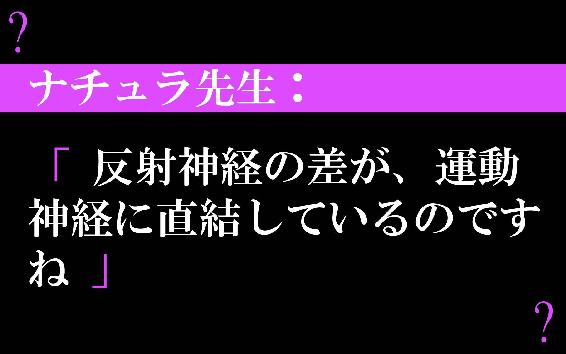 ?
ナチュラ先生：
「 反射神経の差が、運動
神経に直結しているのです
ね 」
?